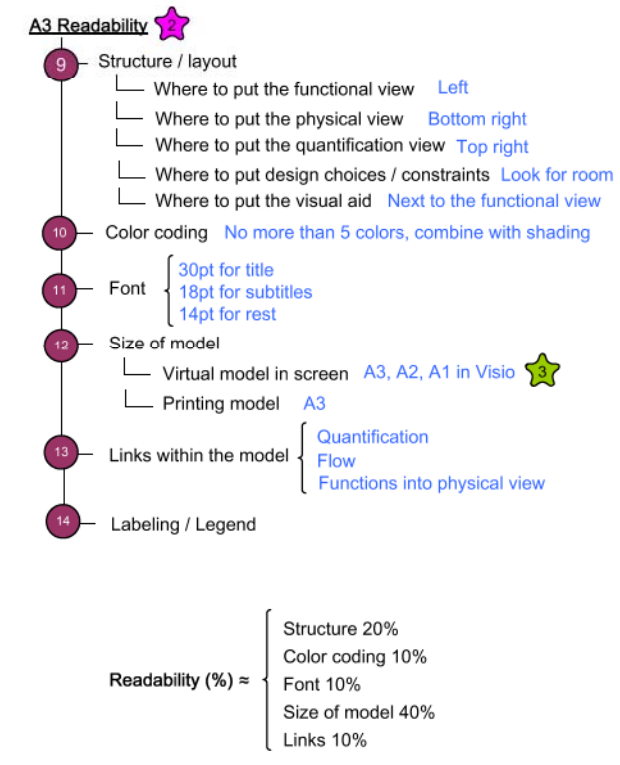 A3 Readability 2
9 Structure / layout
Where to put the functional view Left
Where to put the physical view Bottom right
Where to put the quantification view Top right
Where to put design choices / constraints Look for room
Where to put the visual aid Next to the functional view
10 Color coding No more than 5 colors, combine with shading
30pt for title
11 Font 18pt for subtitles
14pt for rest
12 Size of model
Virtual model in screen A3, A2, A1 in Visio 3
Printing model A3
Quantification
13 Links within the model Flow
Functions into physical view
14 Labeling / Legend
Structure 20%
Color coding 10%
Readability (%) ≈ Font 10%
Size of model 40%
Links 10%